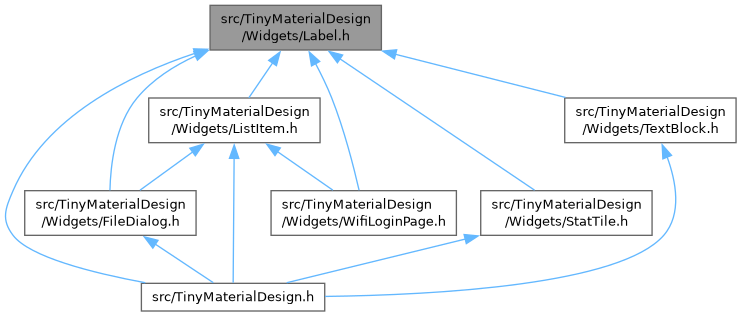 src/TinyMaterialDesign
/Widgets/Label.h
src/TinyMaterialDesign
/Widgets/ListItem.h
src/TinyMaterialDesign
/Widgets/TextBlock.h
src/TinyMaterialDesign
/Widgets/FileDialog.h
src/TinyMaterialDesign
/Widgets/WifiLoginPage.h
src/TinyMaterialDesign
/Widgets/StatTile.h
src/TinyMaterialDesign.h